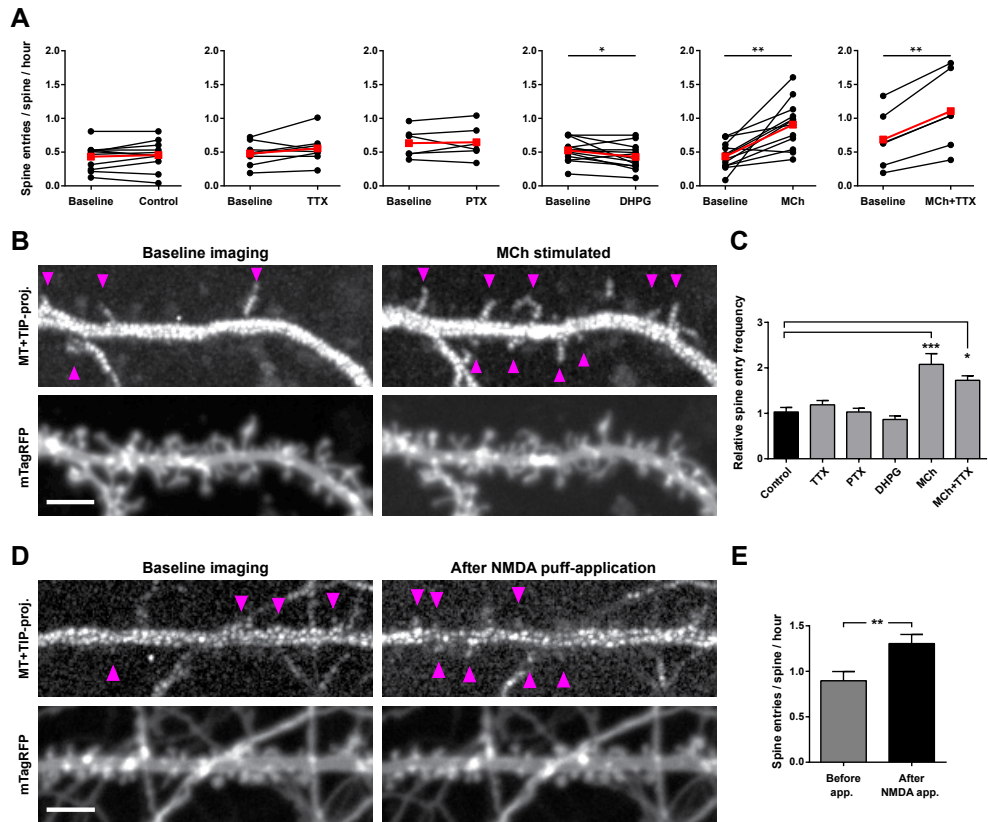 A
Spine entries / spine / hour
2.0
1.5
1.0
0.5
0.0
Baseline
Control
2.0
1.5
1.0
0.5
0.0
Baseline
TTX
2.0
1.5
1.0
0.5
0.0
Baseline
PTX
*
2.0
1.5
1.0
0.5
0.0
Baseline
DHPG
**
2.0
1.5
1.0
0.5
0.0
Baseline
MCh
**
2.0
1.5
1.0
0.5
0.0
Baseline
MCh+TTX
B
Baseline imaging
MCh stimulated
MT+TIP-proj.
mTagRFP
C
Relative spine entry frequency
3
2
1
0
***
*
Control
TTX
PTX
DHPG
MCh
MCh+TTX
D
Baseline imaging
After NMDA puff-application
MT+TIP-proj.
mTagRFP
E
Spine entries / spine / hour
1.5
1.0
0.5
0.0
**
Before
app.
After
NMDA app.